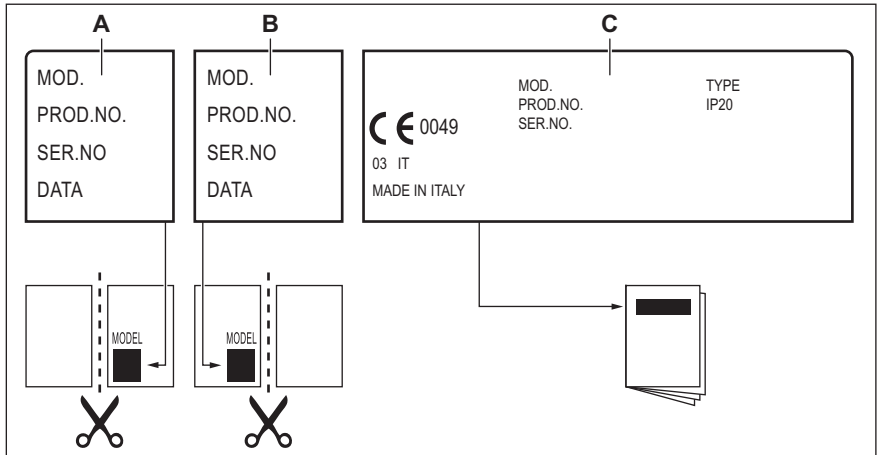 A
B
C
MOD.
PROD.NO.
SER.NO
DATA
MOD.
PROD.NO.
SER.NO
DATA
MOD.
PROD.NO.
SER.NO.
TYPE
IP20
CE 0049
03 IT
MADE IN ITALY
MODEL
MODEL